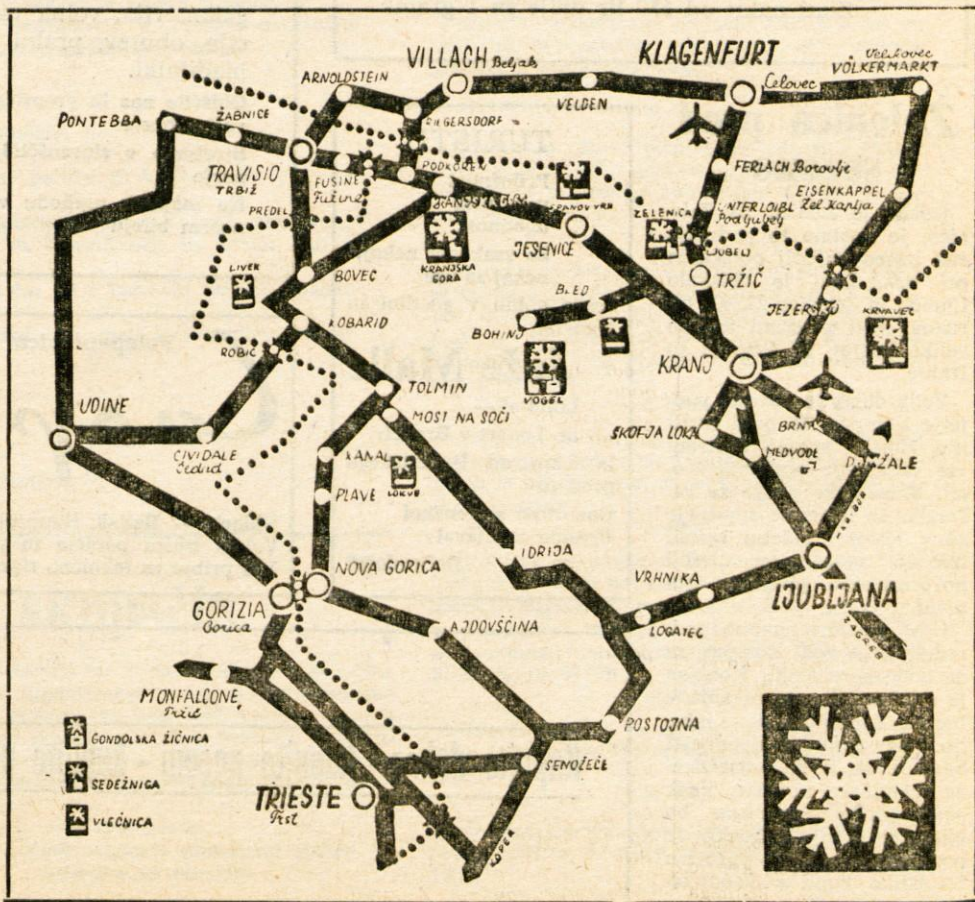 VILLACH Beljak
KLAGENFURT
Celovec
Velikovec
VÖLKERMARKT
ARNOLDSTEIN
VELDEN
PONTEBBA
ŽABNICE
TRAVISIO
TRBIŽ
FUŠINE
Fužine
PODKOREN
KRANJSKA GORA
PREDEL
FERLACH Borovlje
EISENKAPPEL
Žel. Kaplja
UNTERLOIBL
Podljubelj
ZELENICA
LJUBELJ
JESENICE
TRŽIČ
LIVEK
BOVEC
BLED
BOHINJ
JEZERSKO
KRVAVEC
KOBARID
ROBIČ
VOGEL
KRANJ
TOLMIN
MOST NA SOČI
UDINE
CIVIDALE
Čedad
KANAL
LOKVE
ŠKOFJA LOKA
BRNIK
MEDVODE
DOMŽALE
PLAVE
MARIBOR
IDRIJA
NOVA GORICA
VRHNIKA
LJUBLJANA
GORIZIA
Gorica
AJDOVŠČINA
LOGATEC
ZAGREB
MONFALCONE
Tržič
POSTOJNA
GONDOLSKA ŽIČNICA
SENOŽEČE
SEDEŽNICA
TRIESTE
Trst
VLEČNICA
KOPER